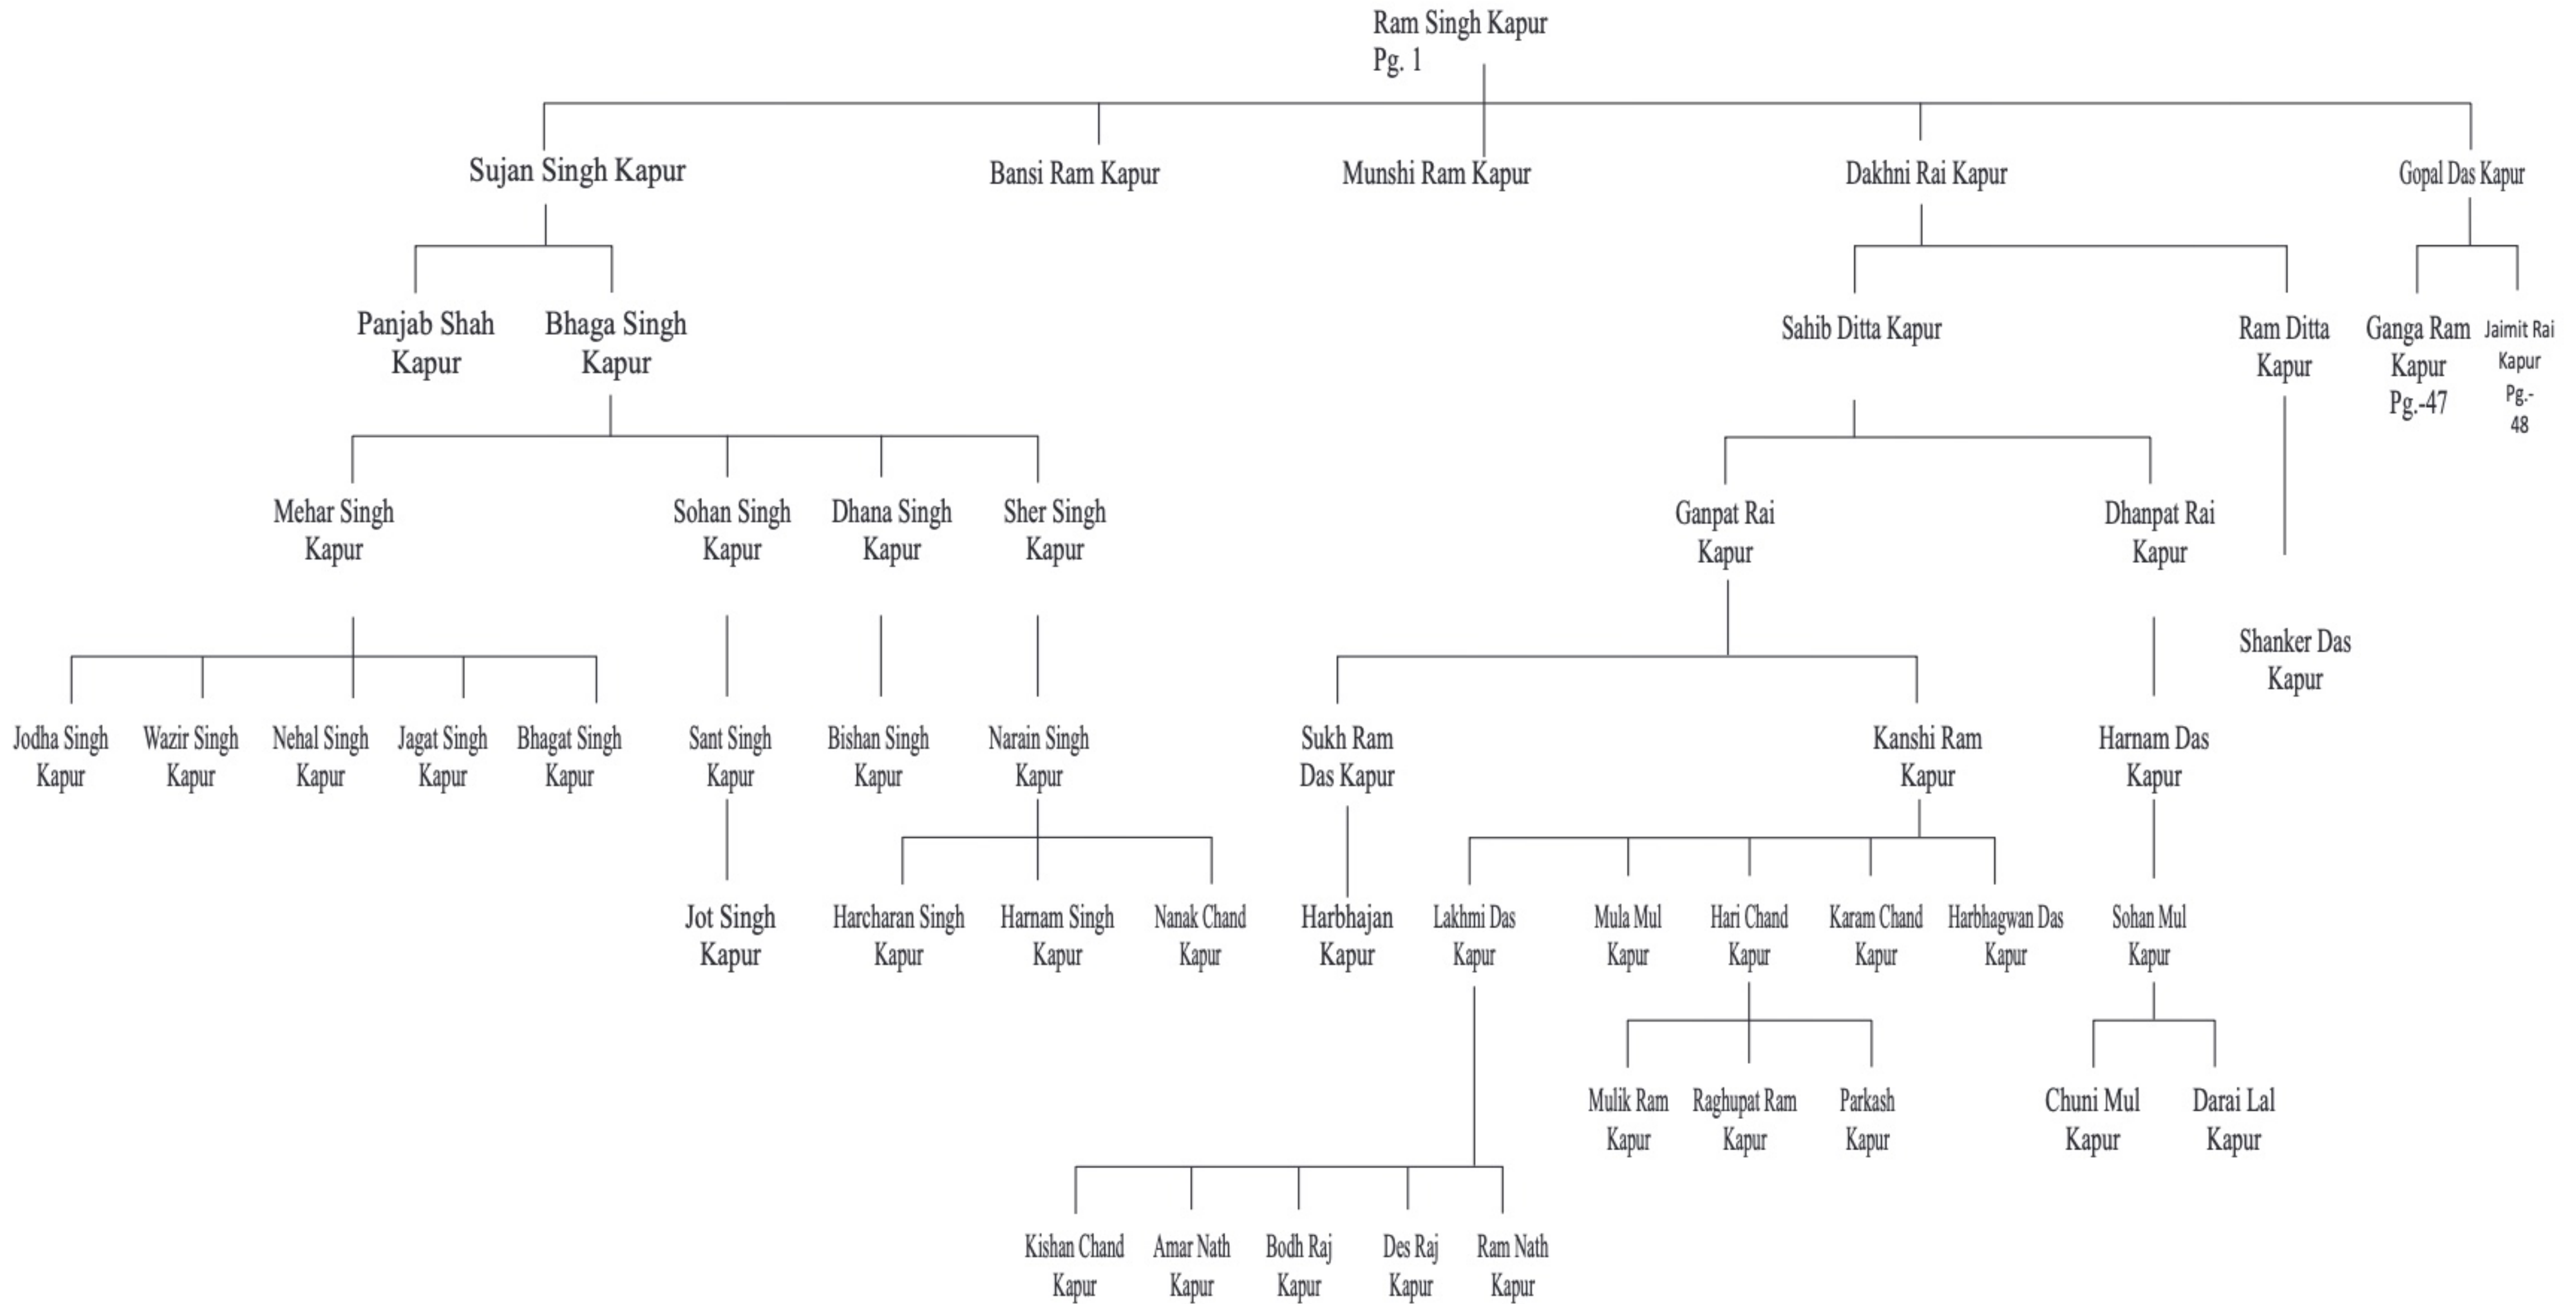 Ram Singh Kapur
Pg. 1
Sujan Singh Kapur
Bansi Ram Kapur
Munshi Ram Kapur
Dakhni Rai Kapur
Gopal Das Kapur
Panjab Shah
Kapur
Bhaga Singh
Kapur
Sahib Ditta Kapur
Ram Ditta
Kapur
Ganga Ram
Kapur
Pg.-47
Jaimit Rai
Kapur
Pg.-
48
Mehar Singh
Kapur
Sohan Singh
Kapur
Dhana Singh
Kapur
Sher Singh
Kapur
Ganpat Rai
Kapur
Dhanpat Rai
Kapur
Shanker Das
Kapur
Jodha Singh
Kapur
Wazir Singh
Kapur
Nehal Singh
Kapur
Jagat Singh
Kapur
Bhagat Singh
Kapur
Sant Singh
Kapur
Bishan Singh
Kapur
Narain Singh
Kapur
Sukh Ram
Das Kapur
Kanshi Ram
Kapur
Harnam Das
Kapur
Jot Singh
Kapur
Harcharan Singh
Kapur
Harnam Singh
Kapur
Nanak Chand
Kapur
Harbhajan
Kapur
Lakhmi Das
Kapur
Mula Mul
Kapur
Hari Chand
Kapur
Karam Chand
Kapur
Harbhagwan Das
Kapur
Sohan Mul
Kapur
Mulik Ram
Kapur
Raghupat Ram
Kapur
Parkash
Kapur
Chuni Mul
Kapur
Darai Lal
Kapur
Kishan Chand
Kapur
Amar Nath
Kapur
Bodh Raj
Kapur
Des Raj
Kapur
Ram Nath
Kapur